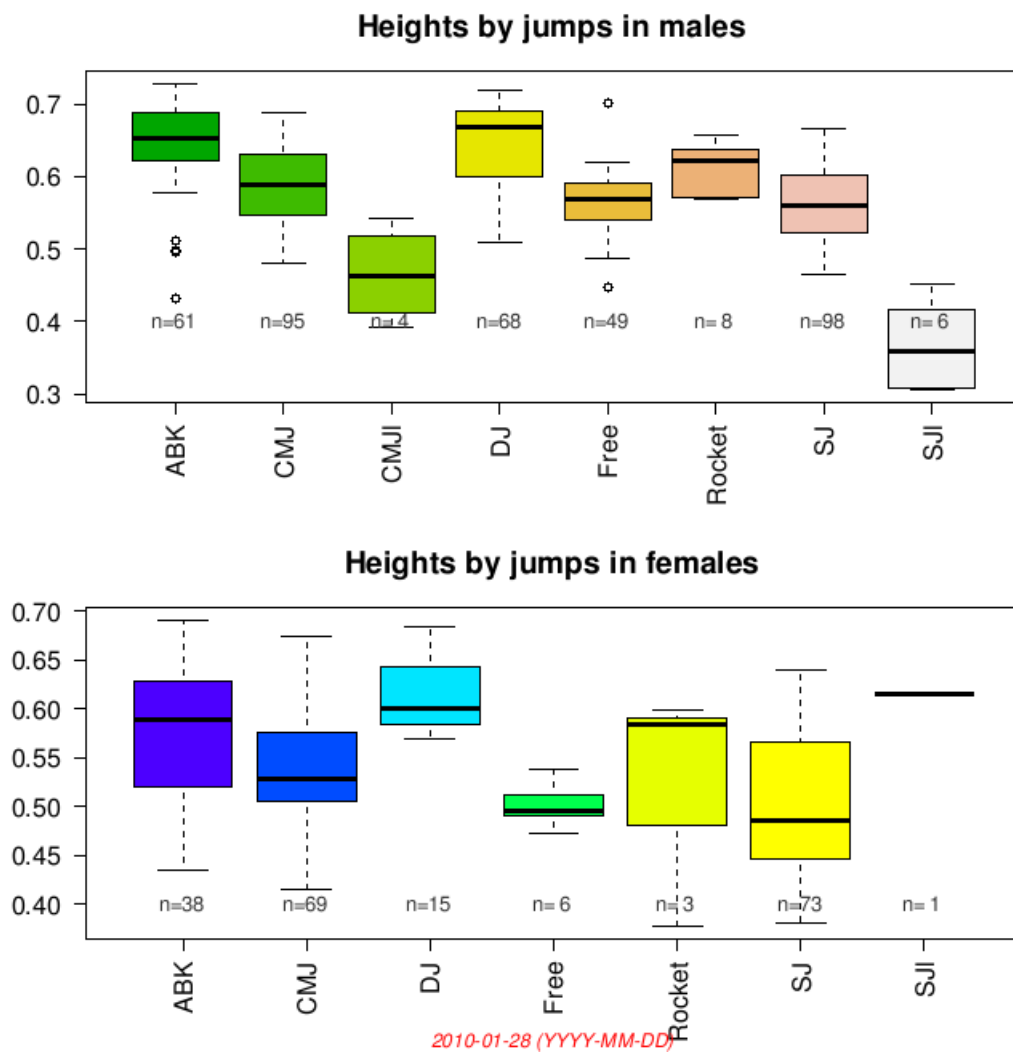 Heights by jumps in males
0.7
0.6
0.5
0.4
0.3
n=61 n=95 n= 4 n=68 n=49 n= 8 n=98 n= 6
ABK CMJ CMJl DJ Free Rocket SJ SJl
Heights by jumps in females
0.70
0.65
0.60
0.55
0.50
0.45
0.40
n=38 n=69 n=15 n= 6 n= 3 n=73 n= 1
ABK CMJ DJ Free Rocket SJ SJl
2010-01-28 (YYYY-MM-DD)